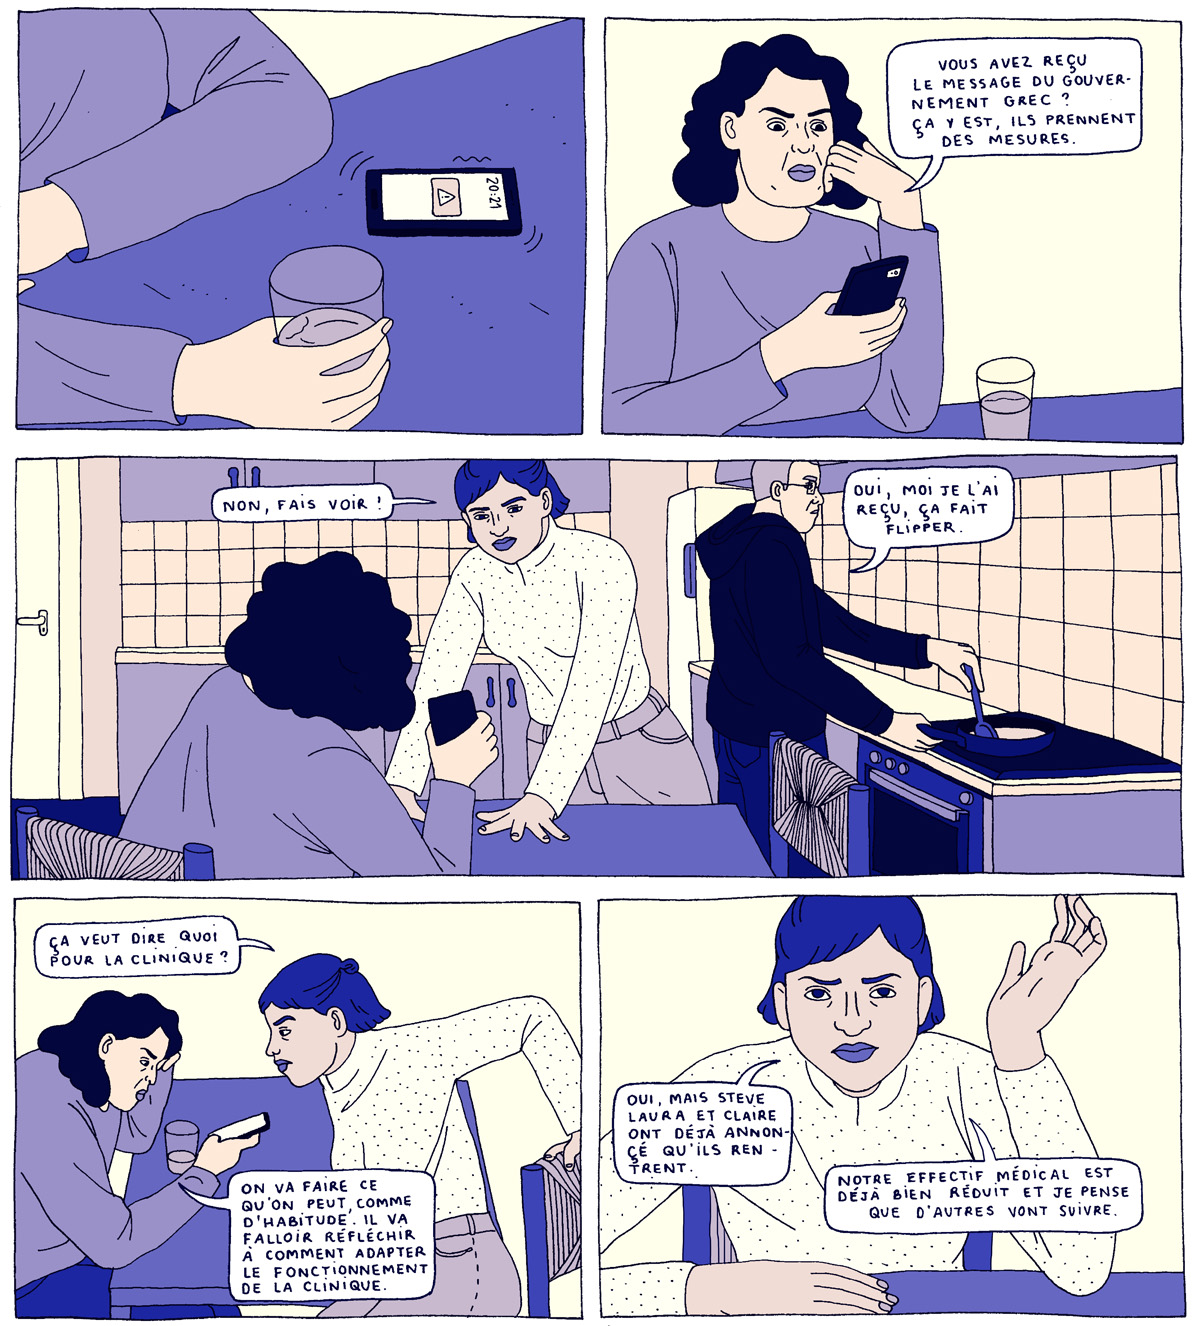 20:21
VOUS AVEZ REÇU
LE MESSAGE DU GOUVER-
NEMENT GREC ?
ÇA Y EST, ILS PRENNENT
DES MESURES.
NON, FAIS VOIR !
OUI, MOI JE L'AI
REÇU, ÇA FAIT
FLIPPER.
ÇA VEUT DIRE QUOI
POUR LA CLINIQUE ?
ON VA FAIRE CE
QU'ON PEUT, COMME
D'HABITUDE. IL VA
FALLOIR RÉFLÉCHIR
À COMMENT ADAPTER
LE FONCTIONNEMENT
DE LA CLINIQUE.
OUI, MAIS STEVE
LAURA ET CLAIRE
ONT DÉJÀ ANNON-
ÇÉ QU'ILS REN-
TRENT.
NOTRE EFFECTIF MÉDICAL EST
DÉJÀ BIEN RÉDUIT ET JE PENSE
QUE D'AUTRES VONT SUIVRE.